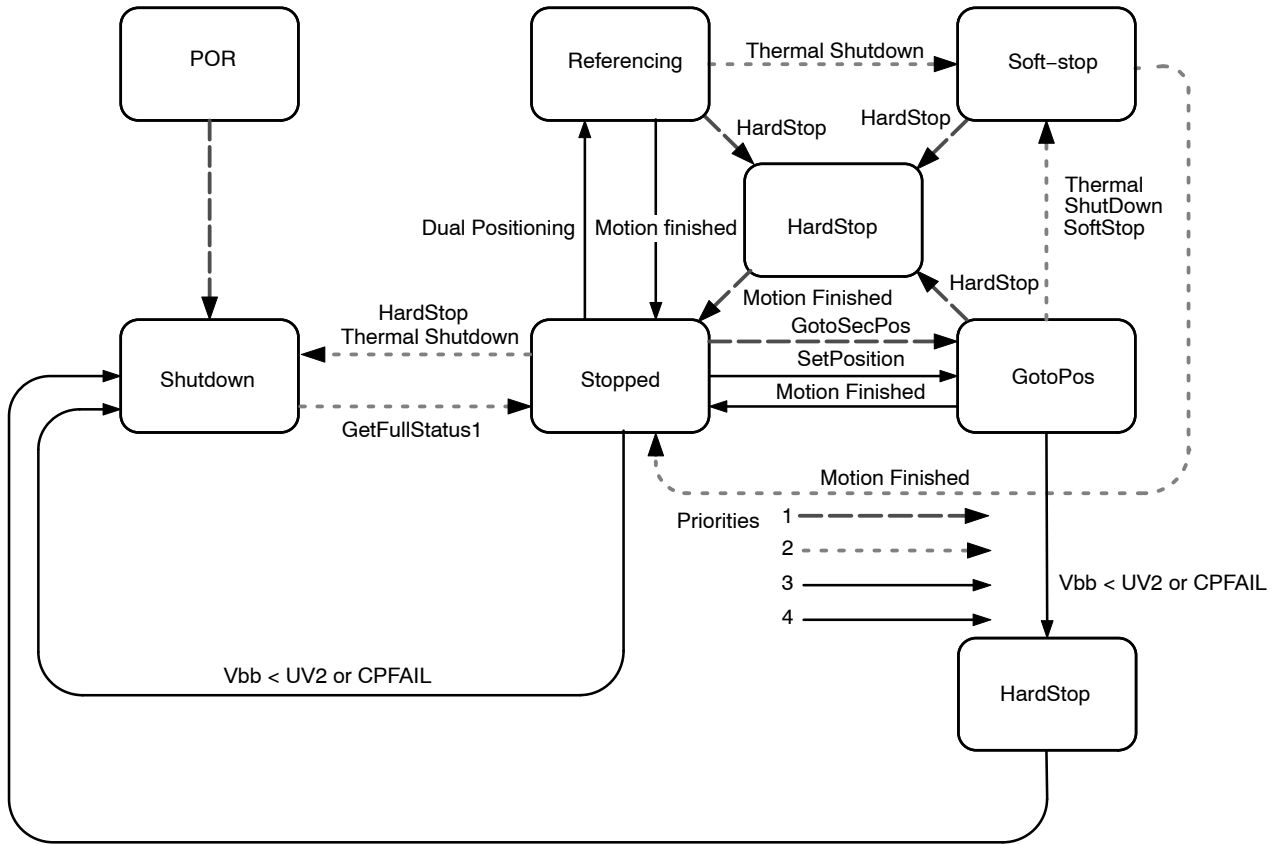 POR
Referencing
Thermal Shutdown
Soft−stop
HardStop
HardStop
Thermal
ShutDown
SoftStop
Dual Positioning
Motion finished
HardStop
HardStop
Motion Finished
HardStop
Thermal Shutdown
GotoSecPos
SetPosition
Motion Finished
Shutdown
Stopped
GotoPos
GetFullStatus1
Motion Finished
Priorities
1
2
3
4
Vbb < UV2 or CPFAIL
Vbb < UV2 or CPFAIL
HardStop